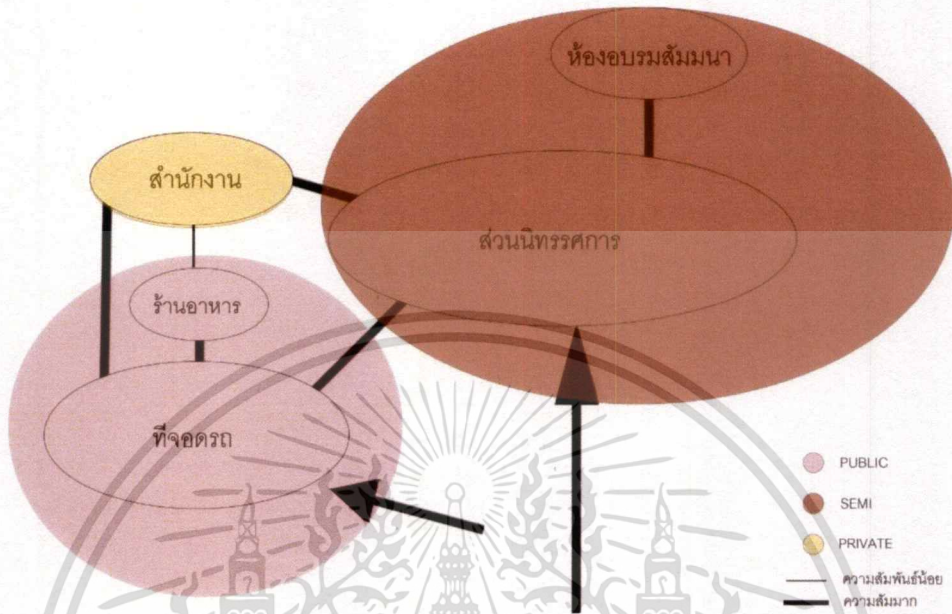 ห้องอบรมสัมมนา
สำนักงาน
ส่วนนิทรรศการ
ร้านอาหาร
ที่จอดรถ
PUBLIC
SEMI
PRIVATE
ความสัมพันธ์น้อย
ความสัมมาก